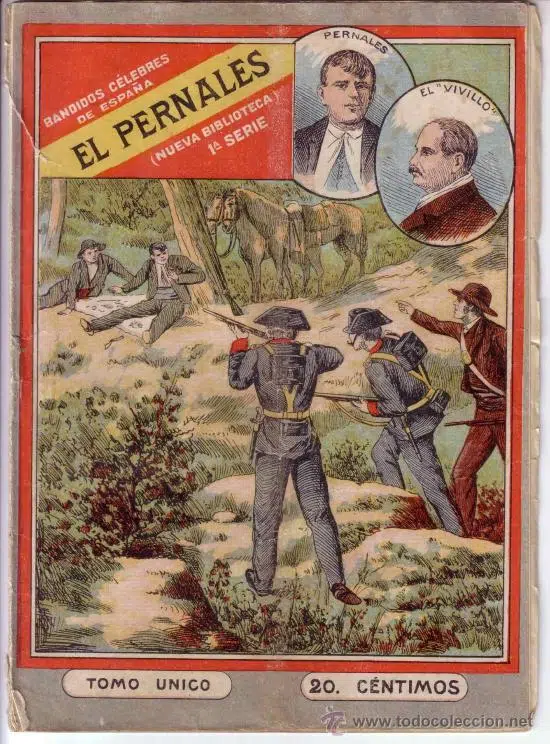 BANDIDOS CÉLEBRES
DE ESPAÑA
EL PERNALES
(NUEVA BIBLIOTECA)
1ª SERIE
PERNALES
EL "VIVILLO"
TOMO UNICO
20. CÉNTIMOS
www.todocoleccion.net